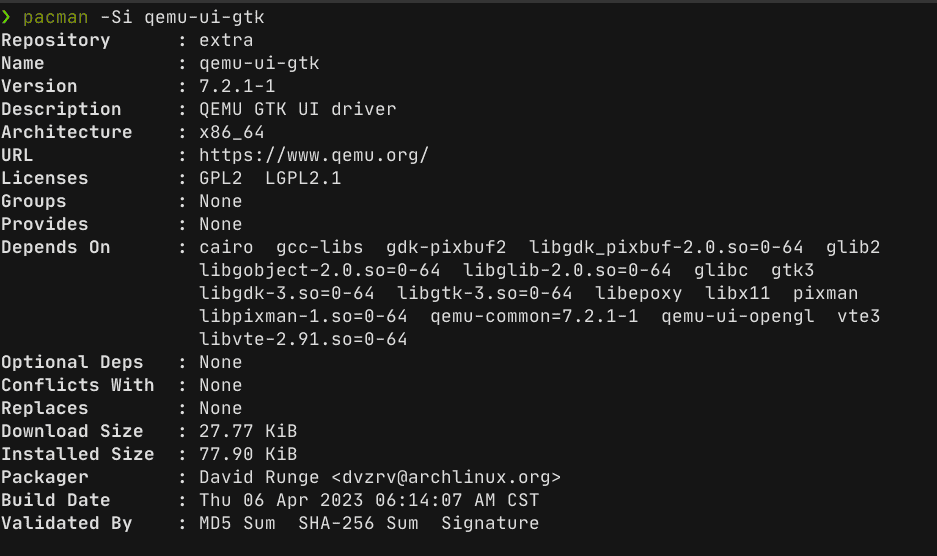 ❯ pacman -Si qemu-ui-gtk
Repository      : extra
Name            : qemu-ui-gtk
Version         : 7.2.1-1
Description     : QEMU GTK UI driver
Architecture    : x86_64
URL             : https://www.qemu.org/
Licenses        : GPL2  LGPL2.1
Groups          : None
Provides        : None
Depends On      : cairo  gcc-libs  gdk-pixbuf2  libgdk_pixbuf-2.0.so=0-64  glib2
                  libgobject-2.0.so=0-64  libglib-2.0.so=0-64  glibc  gtk3
                  libgdk-3.so=0-64  libgtk-3.so=0-64  libepoxy  libx11  pixman
                  libpixman-1.so=0-64  qemu-common=7.2.1-1  qemu-ui-opengl  vte3
                  libvte-2.91.so=0-64
Optional Deps   : None
Conflicts With  : None
Replaces        : None
Download Size   : 27.77 KiB
Installed Size  : 77.90 KiB
Packager        : David Runge <dvzrv@archlinux.org>
Build Date      : Thu 06 Apr 2023 06:14:07 AM CST
Validated By    : MD5 Sum  SHA-256 Sum  Signature